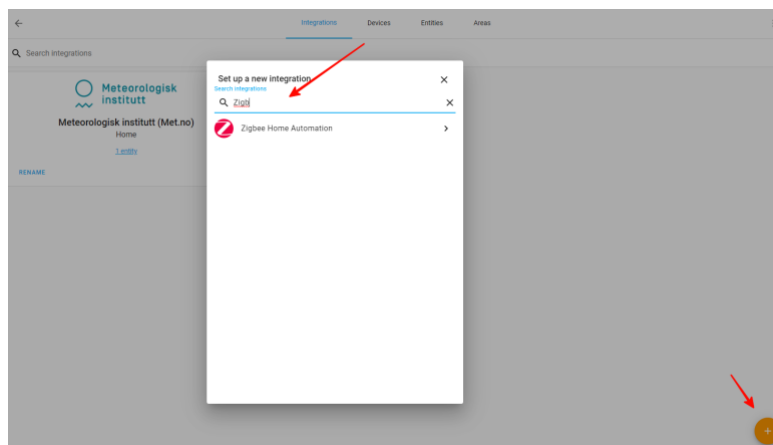 Integrations Devices Entities Areas
Search integrations
Meteorologisk
institutt
Meteorologisk institutt (Met.no)
Home
1 entity
RENAME
Set up a new integration
Search integrations
Zigb
Zigbee Home Automation